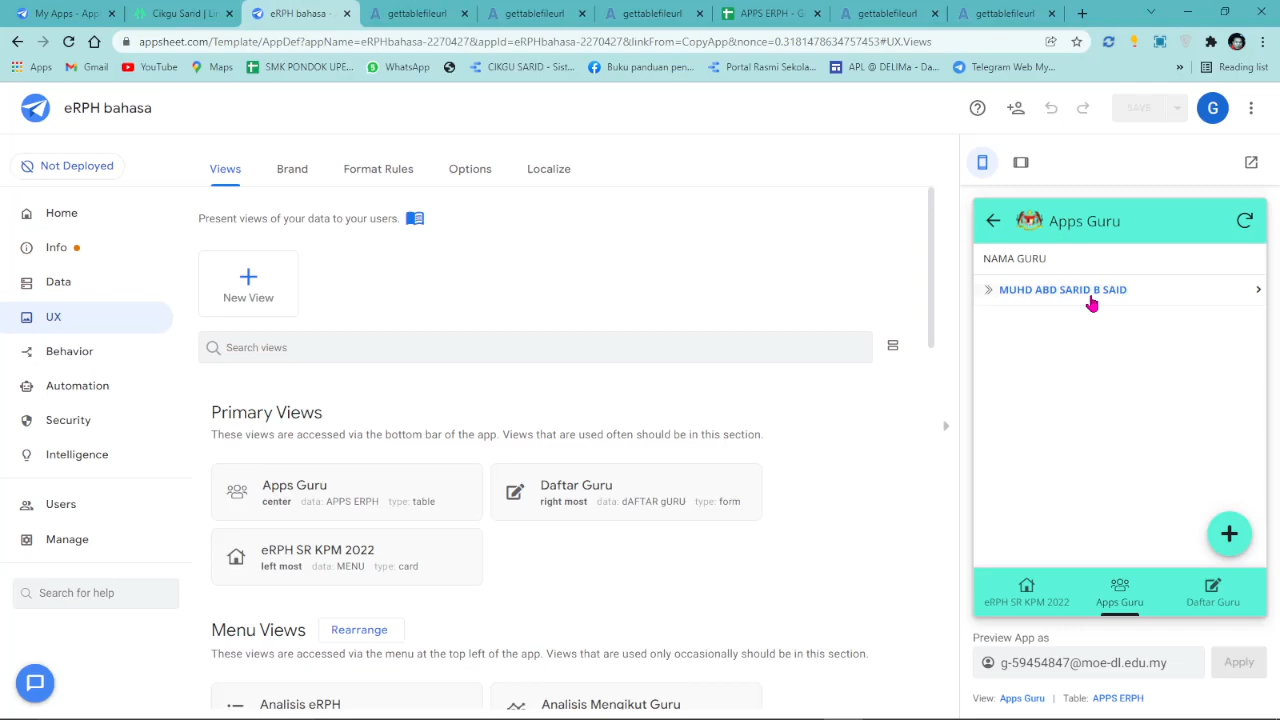 My Apps - AppS
Cikgu Sarid | Lin
eRPH bahasa -
gettablefileurl
gettablefileurl
gettablefileurl
APPS ERPH - G
gettablefileurl
gettablefileurl
appsheet.com/Template/AppDef?appName=eRPHbahasa-2270427&appId=eRPHbahasa-2270427&linkFrom=CopyApp&nonce=0.3181478634757453#UX.Views
Apps
Gmail
YouTube
Maps
SMK PONDOK UPE...
WhatsApp
CIKGU SARID - Sist...
Buku panduan pen...
Portal Rasmi Sekola...
APL @ DELIMa - Da...
Telegram Web My...
»
Reading list
eRPH bahasa
SAVE
G
Not Deployed
Home
Info
Data
UX
Behavior
Automation
Security
Intelligence
Users
Manage
Search for help
Views
Brand
Format Rules
Options
Localize
Present views of your data to your users.
New View
Search views
Primary Views
These views are accessed via the bottom bar of the app. Views that are used often should be in this section.
Apps Guru
center data: APPS ERPH type: table
Daftar Guru
right most data: dAFTAR gURU type: form
eRPH SR KPM 2022
left most data: MENU type: card
Menu Views
Rearrange
These views are accessed via the menu at the top left of the app. Views that are used only occasionally should be in this section.
Analisis eRPH
Analisis Mengikut Guru
Apps Guru
NAMA GURU
MUHD ABD SARID B SAID
eRPH SR KPM 2022
Apps Guru
Daftar Guru
Preview App as
g-59454847@moe-dl.edu.my
Apply
View: Apps Guru | Table: APPS ERPH